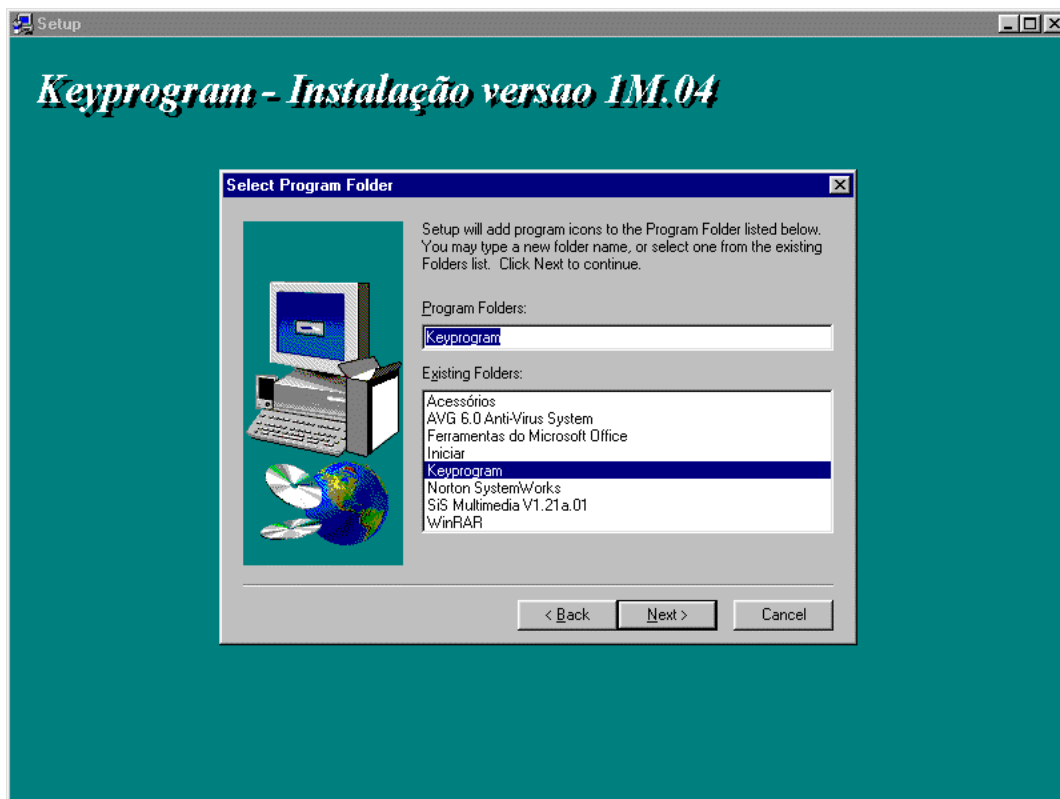 Setup
Keyprogram - Instalação versao 1M.04
Select Program Folder
Setup will add program icons to the Program Folder listed below.
You may type a new folder name, or select one from the existing
Folders list.  Click Next to continue.
Program Folders:
Keyprogram
Existing Folders:
Acessórios
AVG 6.0 Anti-Virus System
Ferramentas do Microsoft Office
Iniciar
Keyprogram
Norton SystemWorks
SiS Multimedia V1.21a.01
WinRAR
< Back
Next >
Cancel